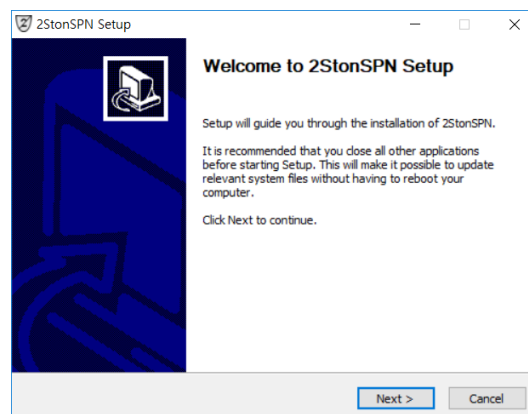 2StonSPN Setup
Welcome to 2StonSPN Setup
Setup will guide you through the installation of 2StonSPN.
It is recommended that you close all other applications
before starting Setup. This will make it possible to update
relevant system files without having to reboot your
computer.
Click Next to continue.
Next >
Cancel